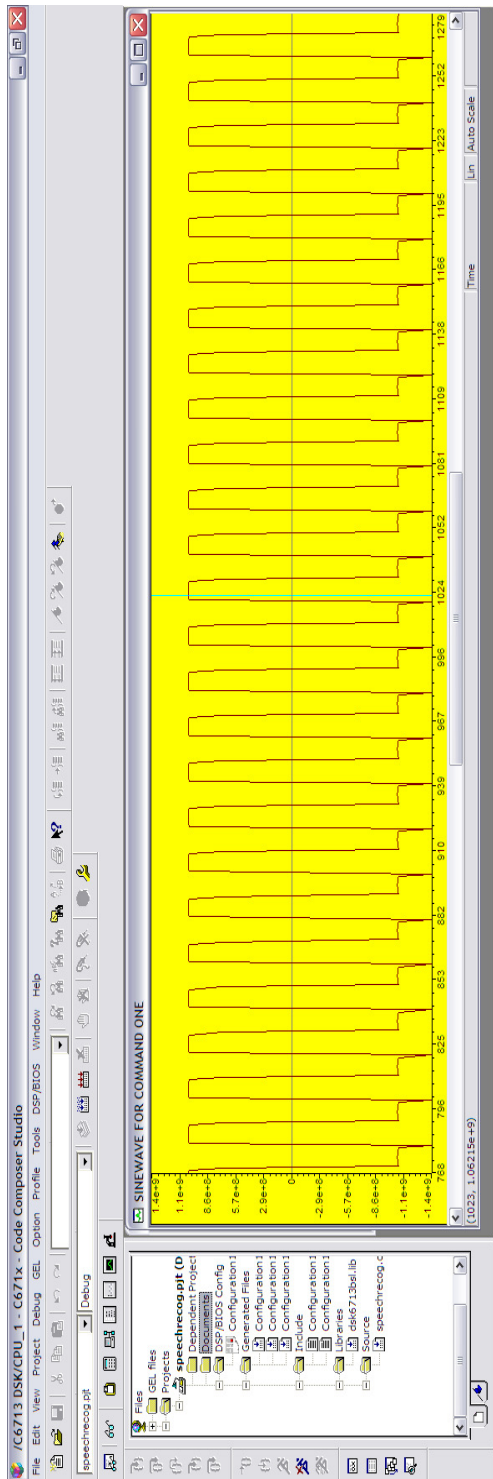 /C6713 DSK/CPU_1 - C671x - Code Composer Studio
File Edit View Project Debug GEL Option Profile Tools DSP/BIOS Window Help
speechrecog.pjt Debug
Files
GEL files
Projects
speechrecog.pjt (D
Dependent Project
Documents
DSP/BIOS Config
Configuration1
Generated Files
Configuration1
Configuration1
Configuration1
Include
Configuration1
Configuration1
Libraries
dsk6713bsl.lib
Source
speechrecog.c
SINEWAVE FOR COMMAND ONE
1.4e+9
1.1e+9
8.6e+8
5.7e+8
2.9e+8
0
-2.9e+8
-5.7e+8
-8.6e+8
-1.1e+9
-1.4e+9
768 796 825 853 882 910 939 967 996 1024 1052 1081 1109 1138 1166 1195 1223 1252 1279
(1023, 1.06215e+9) Time Lin Auto Scale